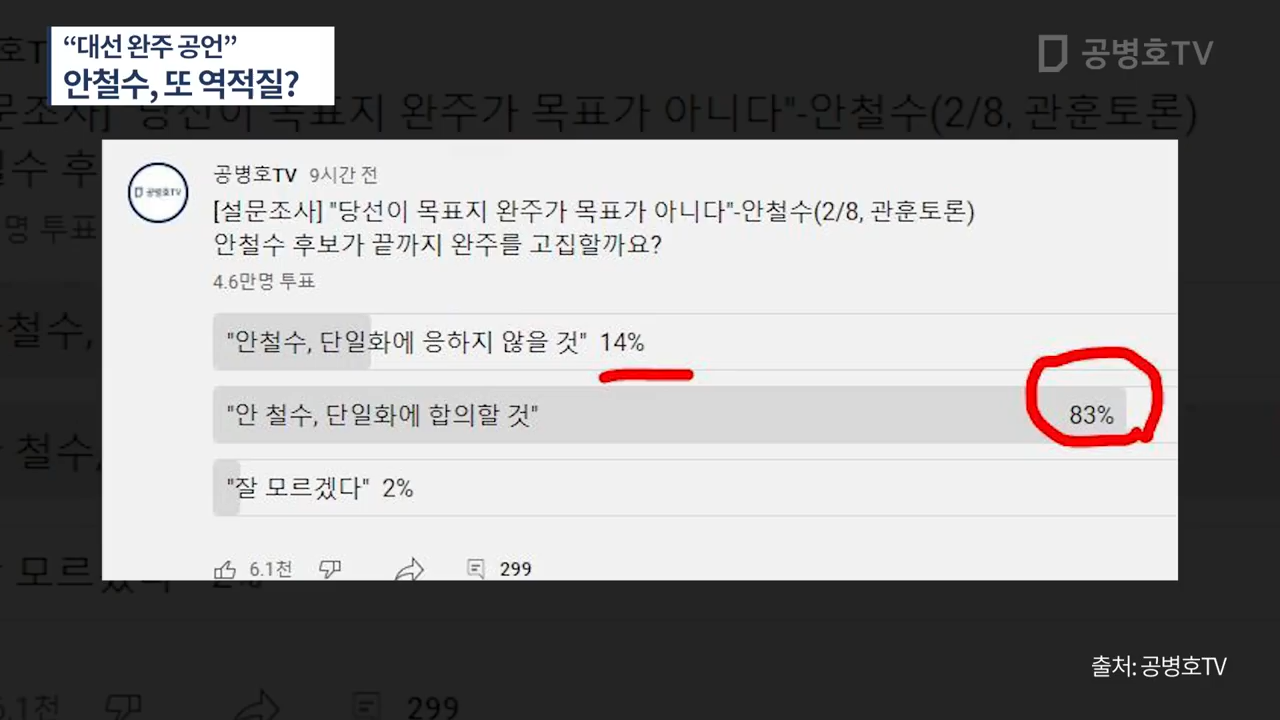 “대선 완주 공언”
안철수, 또 역적질?
공병호TV
공병호TV 9시간 전
공병호TV
[설문조사] "당선이 목표지 완주가 목표가 아니다"-안철수(2/8, 관훈토론)
안철수 후보가 끝까지 완주를 고집할까요?
4.6만명 투표
"안철수, 단일화에 응하지 않을 것" 14%
"안 철수, 단일화에 합의할 것" 83%
"잘 모르겠다" 2%
6.1천 299
출처: 공병호TV
299